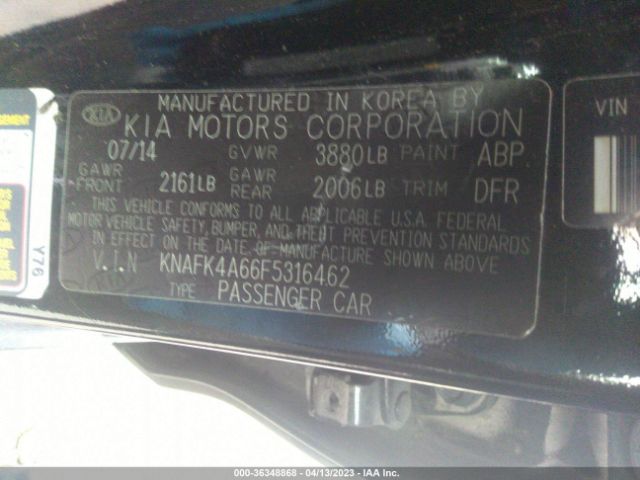 MANUFACTURED IN KOREA BY
KIA KIA MOTORS CORPORATION
07/14 GVWR 3880LB PAINT ABP
GAWR FRONT 2161LB GAWR REAR 2006LB TRIM DFR
THIS VEHICLE CONFORMS TO ALL APPLICABLE U.S.A. FEDERAL
MOTOR VEHICLE SAFETY, BUMPER, AND THEFT PREVENTION STANDARDS
IN EFFECT ON THE DATE OF MANUFACTURE SHOWN ABOVE
V.I.N KNAFK4A66F5316462
TYPE PASSENGER CAR
VIN
Y76
000-36348868 - 04/13/2023 - IAA Inc.